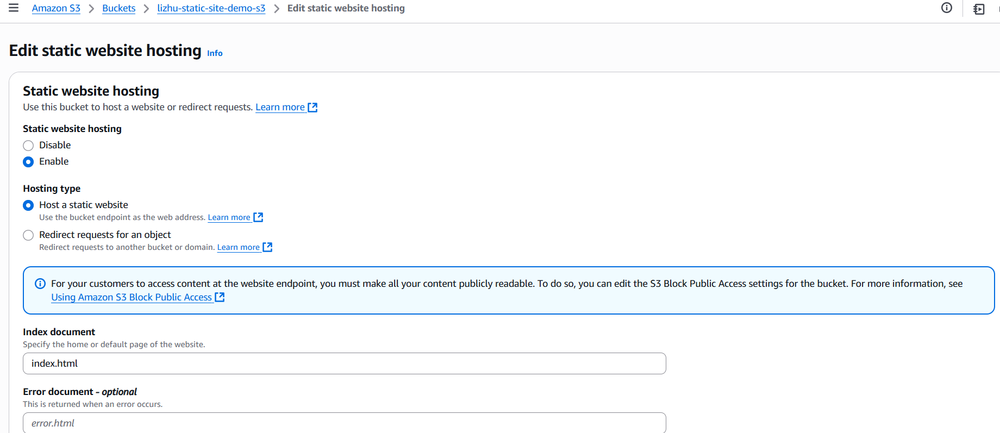 Amazon S3 > Buckets > lizhu-static-site-demo-s3 > Edit static website hosting
Edit static website hosting Info
Static website hosting
Use this bucket to host a website or redirect requests. Learn more
Static website hosting
Disable
Enable
Hosting type
Host a static website
Use the bucket endpoint as the web address. Learn more
Redirect requests for an object
Redirect requests to another bucket or domain. Learn more
For your customers to access content at the website endpoint, you must make all your content publicly readable. To do so, you can edit the S3 Block Public Access settings for the bucket. For more information, see
Using Amazon S3 Block Public Access
Index document
Specify the home or default page of the website.
index.html
Error document - optional
This is returned when an error occurs.
error.html